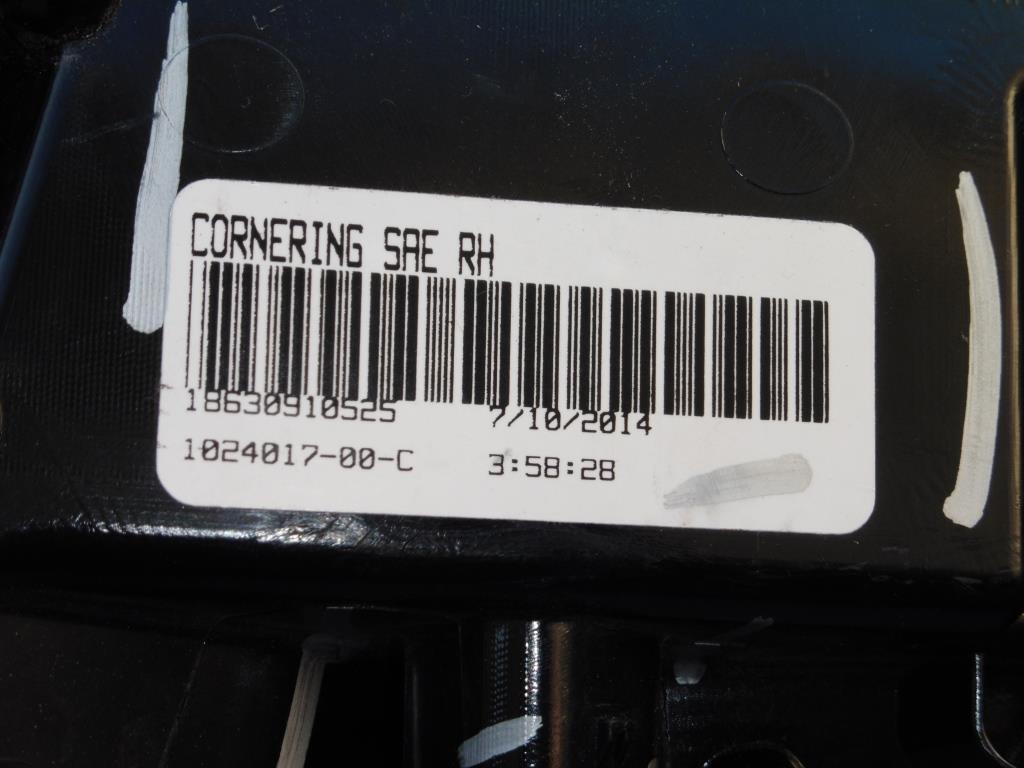 CORNERING SAE RH
18630910525 7/10/2014
1024017-00-C 3:58:28